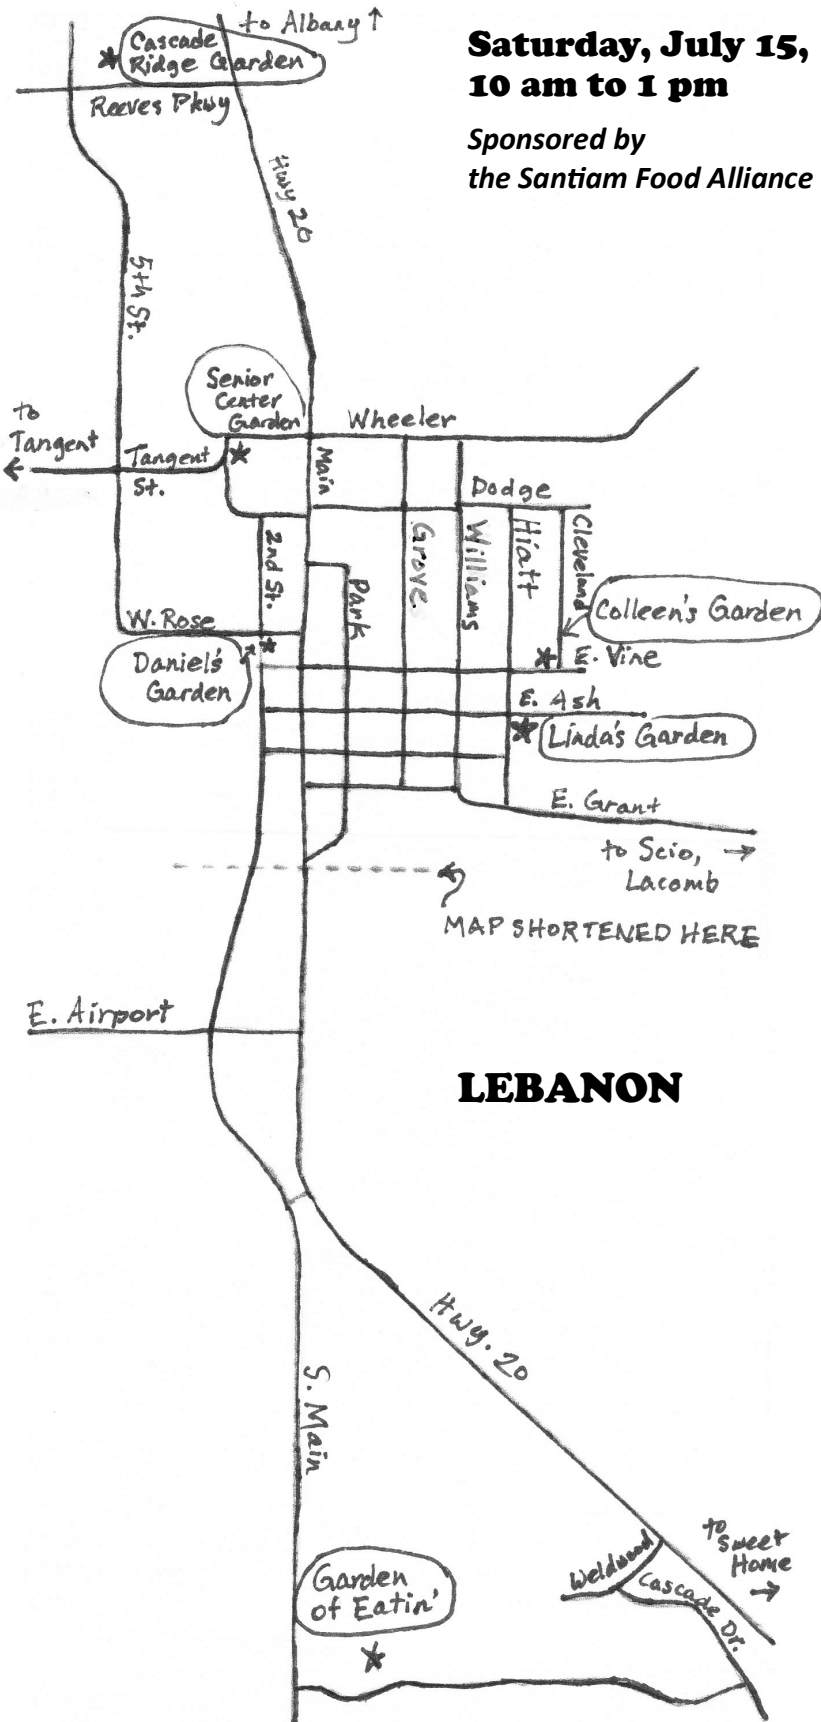 to Albany ↑
Saturday, July 15,
10 am to 1 pm
Sponsored by
the Santiam Food Alliance
Cascade
Ridge Garden
Reeves Pkwy
Hwy 20
5th St.
Senior
Center
Garden
Wheeler
to
Tangent
←
Tangent
St.
Main
Dodge
2nd St.
Park
Grove
Williams
Hiatt
Cleveland
Colleen's Garden
W. Rose
E. Vine
Daniel's
Garden
E. Ash
Linda's Garden
E. Grant
to Scio, →
Lacomb
MAP SHORTENED HERE
E. Airport
LEBANON
Hwy. 20
S. Main
to
Sweet
Home
→
Weldwood
Cascade Dr.
Garden
of Eatin'